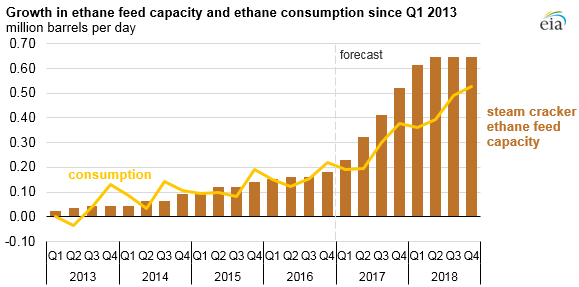 Growth in ethane feed capacity and ethane consumption since Q1 2013
million barrels per day
eia
0.70
forecast
0.60
0.50
0.40
0.30
0.20
0.10
0.00
-0.10
steam cracker
ethane feed
capacity
consumption
Q1 Q2 Q3 Q4 Q1 Q2 Q3 Q4 Q1 Q2 Q3 Q4 Q1 Q2 Q3 Q4 Q1 Q2 Q3 Q4 Q1 Q2 Q3 Q4
2013 2014 2015 2016 2017 2018